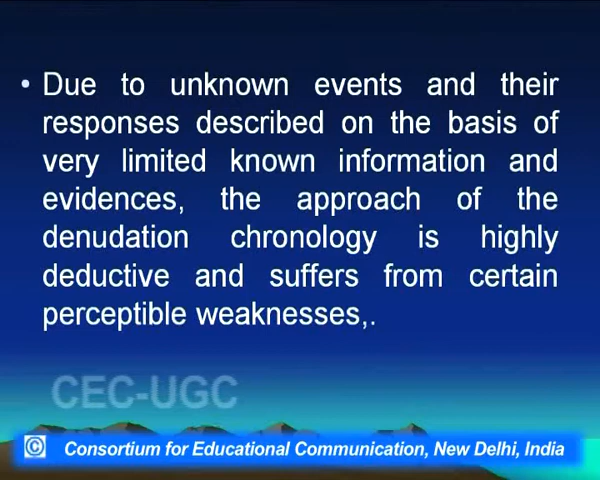 • Due to unknown events and their
responses described on the basis of
very limited known information and
evidences, the approach of the
denudation chronology is highly
deductive and suffers from certain
perceptible weaknesses,.
CEC-UGC
© Consortium for Educational Communication, New Delhi, India